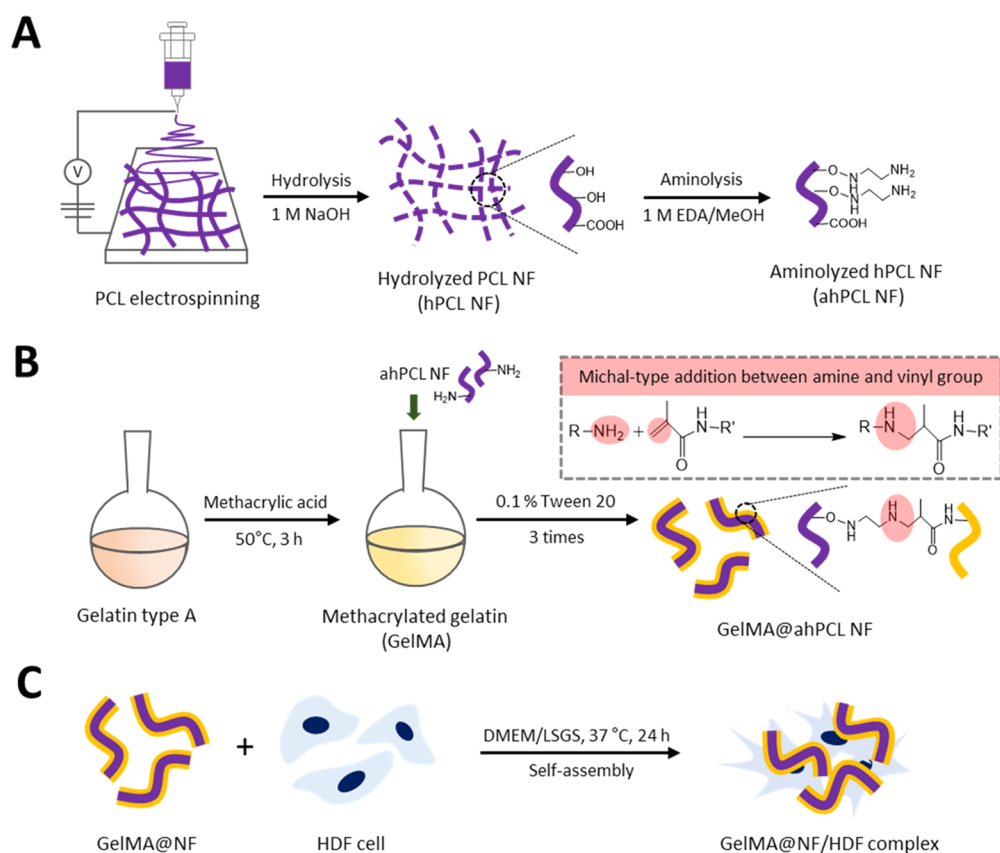 A
V
Hydrolysis
1 M NaOH
OH
OH
COOH
Aminolysis
1 M EDA/MeOH
O N H NH2
O N H NH2
COOH
PCL electrospinning
Hydrolyzed PCL NF
(hPCL NF)
Aminolyzed hPCL NF
(ahPCL NF)
B
ahPCL NF
NH2
H2N
Michal-type addition between amine and vinyl group
R NH2 + O H N R'
R H N O H N R'
Methacrylic acid
50°C, 3 h
0.1% Tween 20
3 times
O N H H N O H N
Gelatin type A
Methacrylated gelatin
(GelMA)
GelMA@ahPCL NF
C
+
DMEM/LSGS, 37 °C, 24 h
Self-assembly
GelMA@NF
HDF cell
GelMA@NF/HDF complex